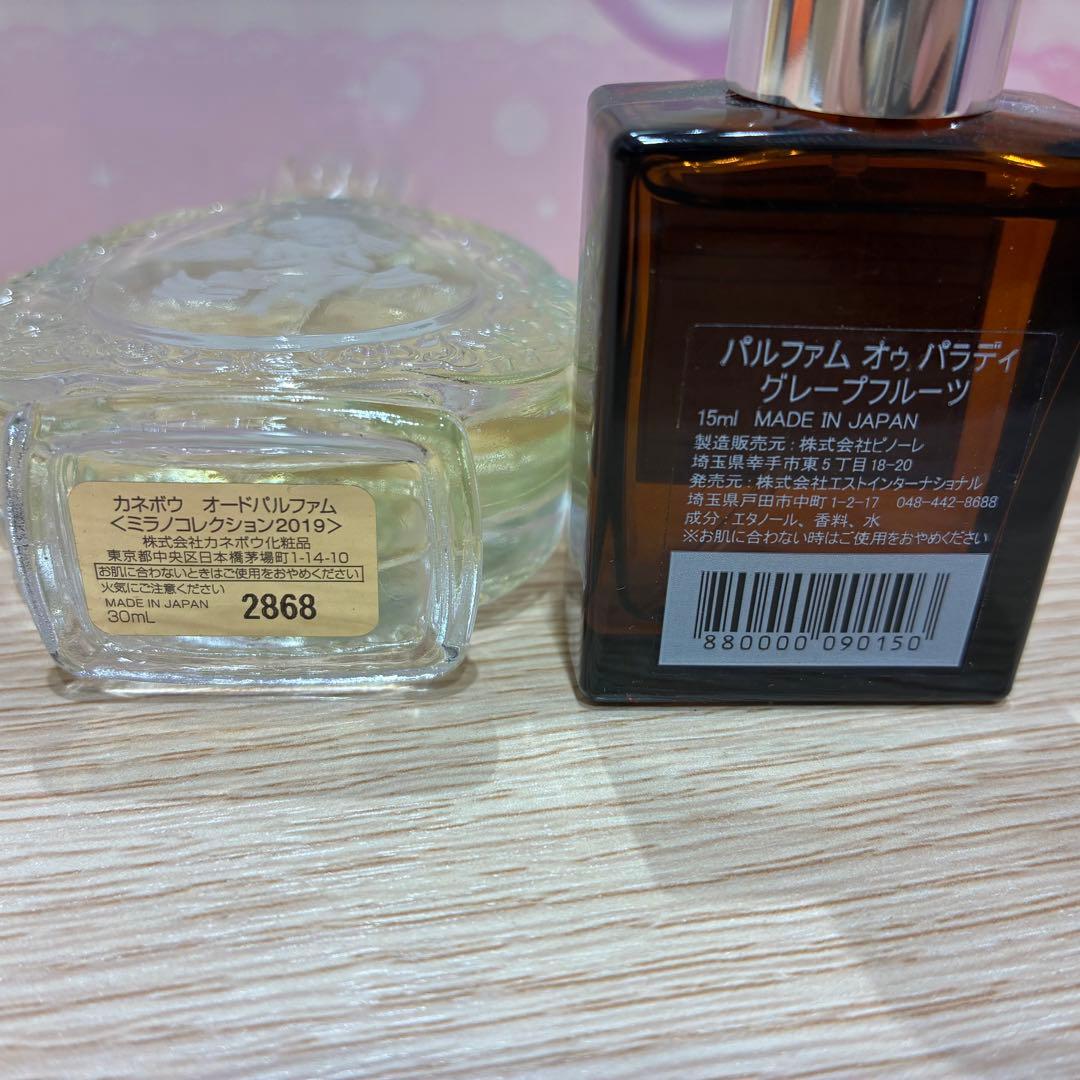 カネボウ オードパルファム
<ミラノコレクション2019>
株式会社カネボウ化粧品
東京都中央区日本橋茅場町1-14-10
お肌に合わないときはご使用をおやめください
火気にご注意ください
MADE IN JAPAN
30mL
2868
パルファム オゥ パラディ
グレープフルーツ
15ml MADE IN JAPAN
製造販売元:株式会社ピノーレ
埼玉県幸手市東5丁目18-20
発売元:株式会社エストインターナショナル
埼玉県戸田市中町1-2-17 048-442-8688
成分:エタノール、香料、水
※お肌に合わない時はご使用をおやめください
880000 090150